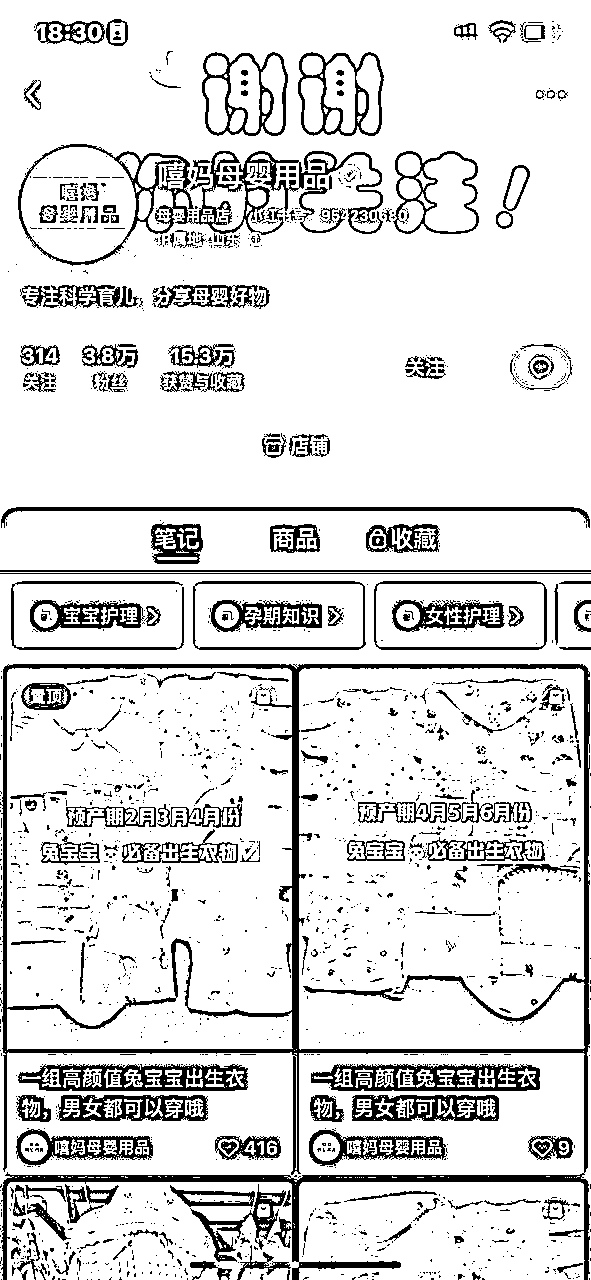 18:30
谢谢
注！
嘻妈母婴用品
嘻妈
母婴用品
母婴用品店
IP属地：山东
专注科学育儿，分享母婴好物
314 3.8万 15.3万
关注 粉丝 获赞与收藏
关注
店铺
笔记 商品 收藏
宝宝护理 孕期知识 女性护理
置顶
预产期2月3月4月份
兔宝宝 必备出生衣物
预产期4月5月6月份
兔宝宝 必备出生衣物
一组高颜值兔宝宝出生衣
物，男女都可以穿哦
嘻妈母婴用品 416
一组高颜值兔宝宝出生衣
物，男女都可以穿哦
嘻妈母婴用品 9